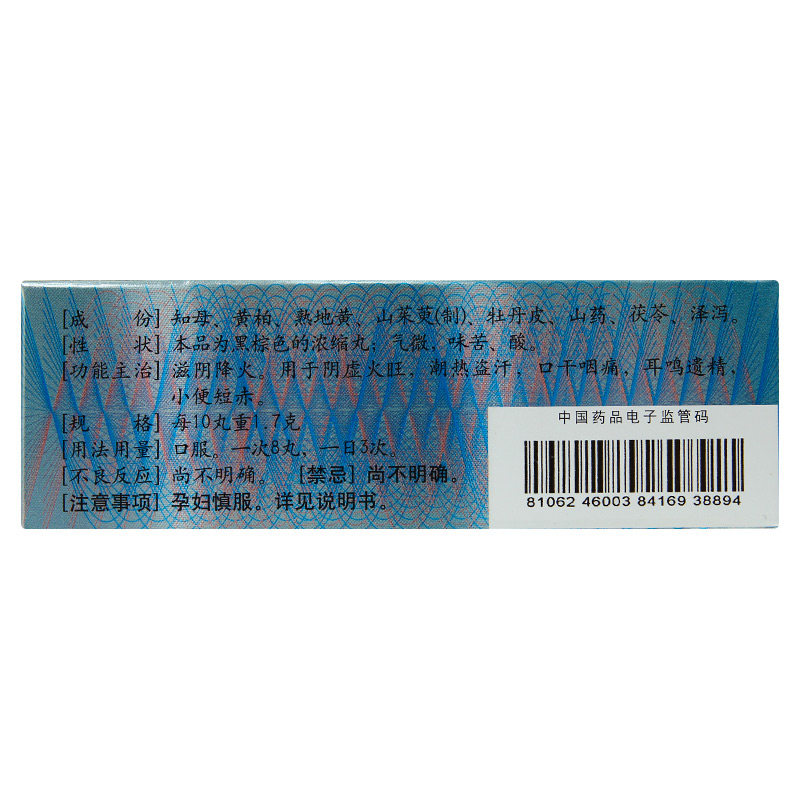 [成 份] 知母、黄柏、熟地黄、山茱萸(制)、牡丹皮、山药、茯苓、泽泻。
[性 状] 本品为黑棕色的浓缩丸；气微，味苦、酸。
[功能主治] 滋阴降火。用于阴虚火旺，潮热盗汗，口干咽痛，耳鸣遗精，
小便短赤。
[规 格] 每10丸重1.7克
[用法用量] 口服。一次8丸，一日3次。
[不良反应] 尚不明确。 [禁忌] 尚不明确。
[注意事项] 孕妇慎服。详见说明书。
中国药品电子监管码
81062 46003 84169 38894